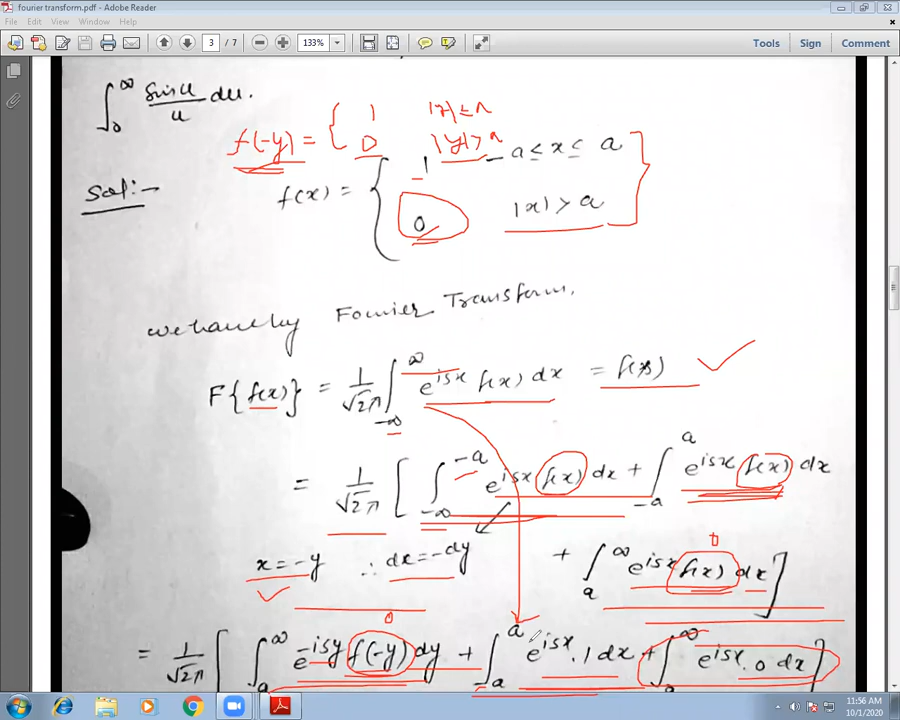 fourier transform.pdf - Adobe Reader
File Edit View Window Help
3 / 7 133% Tools Sign Comment
∫₀^∞ Sin u/u du.
f(-y) = { 1 |y| ≤ a
0 |y| > a
Sol:-
f(x) = { 1 -a ≤ x ≤ a
0 |x| > a
we have by Fourier Transform.
F{f(x)} = 1/√2π ∫_{-∞}^{∞} e^{isx} f(x) dx = f(s)
= 1/√2π [ ∫_{-∞}^{-a} e^{isx} f(x) dx + ∫_{-a}^{a} e^{isx} f(x) dx
+ ∫_a^∞ e^{isx} f(x) dx ]
0
x = -y ∴ dx = -dy
0
= 1/√2π [ ∫_a^∞ e^{-isy} f(-y) dy + ∫_{-a}^{a} e^{isx} . 1 dx + ∫_a^∞ e^{isx} . 0 dx ]
11:56 AM
10/1/2020